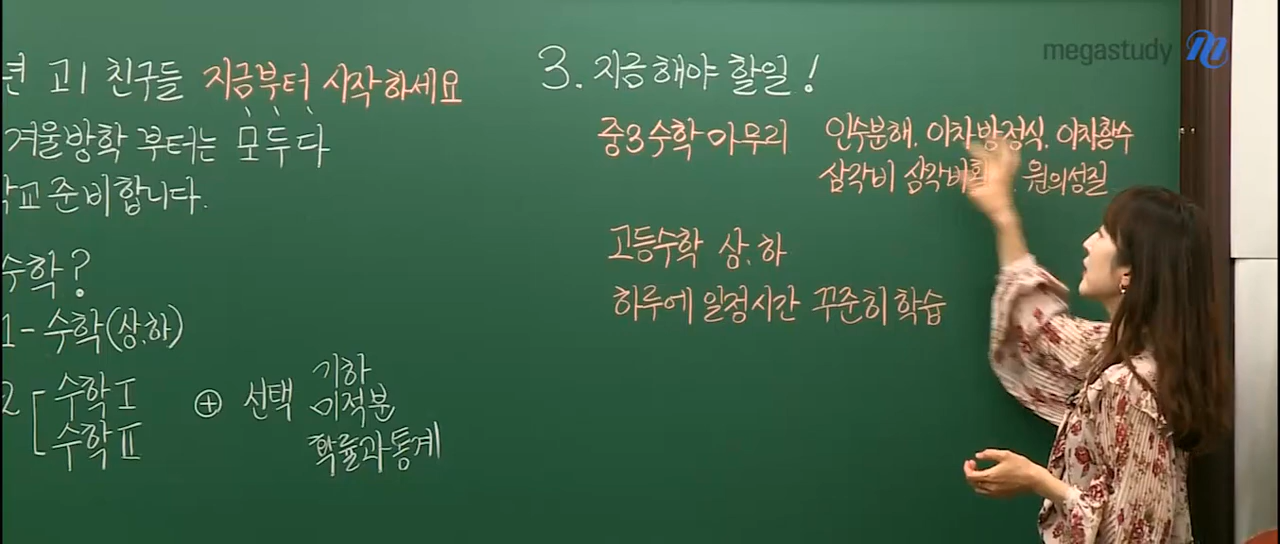 megastudy
고1 친구들 지금부터 시작하세요
겨울방학 부터는 모두 다
준비합니다.
수학?
1-수학(상.하)
2 수학Ⅰ ⊕ 선택 기하
수학Ⅱ 미적분
확률과통계
3. 지금 해야 할일!
중3수학 마무리 인수분해. 이차방정식. 이차함수
삼각비 삼각비활 원의성질
고등수학 상.하
하루에 일정시간 꾸준히 학습